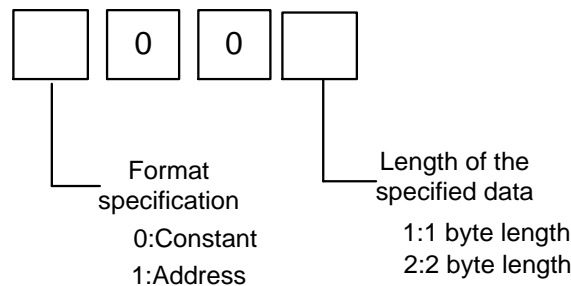 0 0
Format
specification
0:Constant
1:Address
Length of the
specified data
1:1 byte length
2:2 byte length